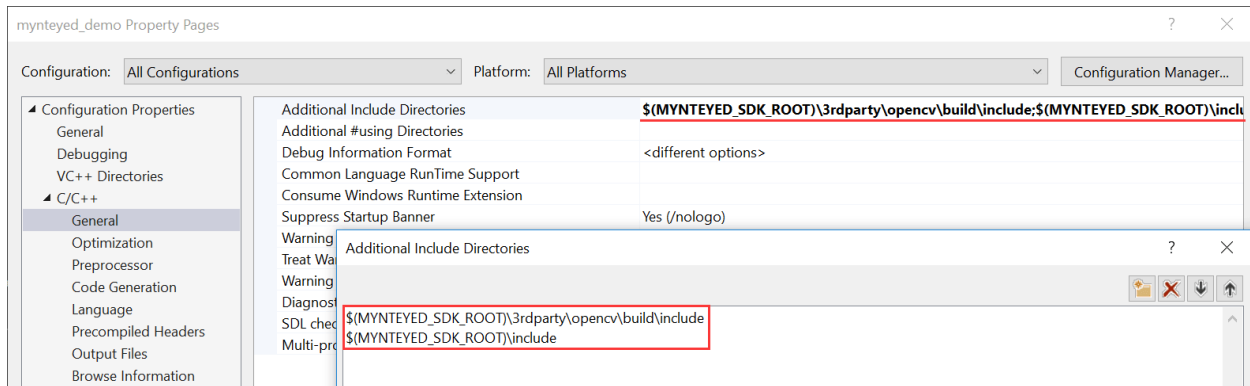 mynteyed_demo Property Pages ?
Configuration: All Configurations Platform: All Platforms Configuration Manager...
Configuration Properties
General
Debugging
VC++ Directories
C/C++
General
Optimization
Preprocessor
Code Generation
Language
Precompiled Headers
Output Files
Browse Information
Additional Include Directories $(MYNTEYED_SDK_ROOT)\3rdparty\opencv\build\include;$(MYNTEYED_SDK_ROOT)\inclu
Additional #using Directories
Debug Information Format <different options>
Common Language RunTime Support
Consume Windows Runtime Extension
Suppress Startup Banner Yes (/nologo)
Warning
Treat Wa
Warning
Diagnost
SDL chec
Multi-pro
Additional Include Directories ?
$(MYNTEYED_SDK_ROOT)\3rdparty\opencv\build\include
$(MYNTEYED_SDK_ROOT)\include